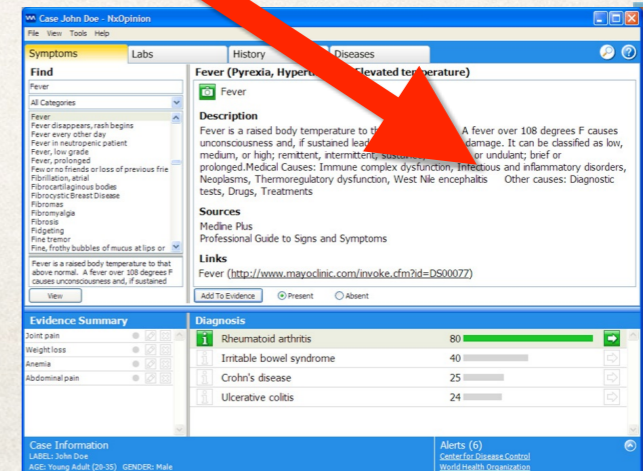 Case John Doe - NxOpinion
File View Tools Help
Symptoms Labs History Diseases
Find
Fever
All Categories
Fever
Fever disappears, rash begins
Fever every other day
Fever in neutropenic patient
Fever, low grade
Fever, prolonged
Few or no friends or loss of previous frie
Fibrillation, atrial
Fibrocartilaginous bodies
Fibrocystic Breast Disease
Fibromas
Fibromyalgia
Fibrosis
Fidgeting
Fine tremor
Fine, frothy bubbles of mucus at lips or
Fever is a raised body temperature to that
above normal. A fever over 108 degrees F
causes unconsciousness and, if sustained
View
Fever (Pyrexia, Elevated temperature)
Fever
Description
Fever is a raised body temperature to A fever over 108 degrees F causes
unconsciousness and, if sustained damage. It can be classified as low,
medium, or high; remittent, intermittent, or undulant; brief or
prolonged.Medical Causes: Immune complex dysfunction, Infectious and inflammatory disorders,
Neoplasms, Thermoregulatory dysfunction, West Nile encephalitis Other causes: Diagnostic
tests, Drugs, Treatments
Sources
Medline Plus
Professional Guide to Signs and Symptoms
Links
Fever (http://www.mayoclinic.com/invoke.cfm?id=DS00077)
Add To Evidence Present Absent
Evidence Summary
Joint pain
Weight loss
Anemia
Abdominal pain
Diagnosis
Rheumatoid arthritis 80
Irritable bowel syndrome 40
Crohn's disease 25
Ulcerative colitis 24
Case Information
LABEL: John Doe
AGE: Young Adult (20-35) GENDER: Male
Alerts (6)
Center for Disease Control
World Health Organization